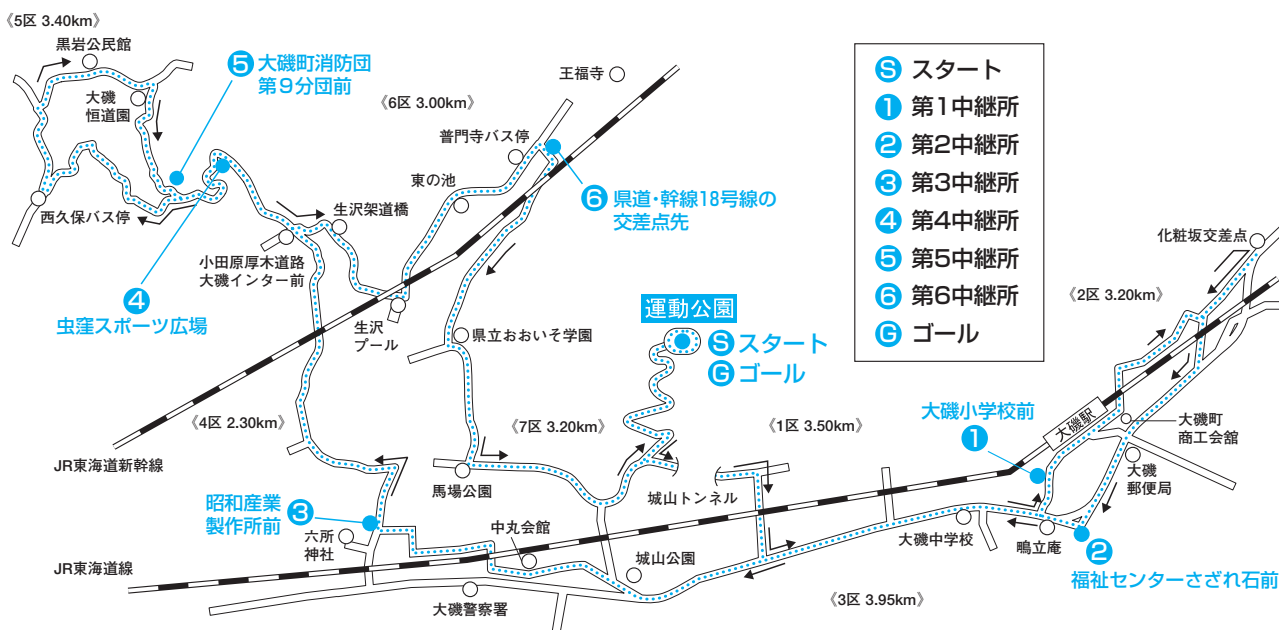 《5区 3.40km》
黒岩公民館
大磯
恒道園
西久保バス停
5 大磯町消防団
第9分団前
《6区 3.00km》
王福寺
普門寺バス停
東の池
生沢架道橋
小田原厚木道路
大磯インター前
4
虫窪スポーツ広場
生沢
プール
6 県道・幹線18号線の
交差点先
県立おおいそ学園
運動公園
S スタート
G ゴール
S スタート
1 第1中継所
2 第2中継所
3 第3中継所
4 第4中継所
5 第5中継所
6 第6中継所
G ゴール
化粧坂交差点
《2区 3.20km》
大磯駅
大磯町
商工会館
大磯
郵便局
大磯小学校前
1
《1区 3.50km》
《7区 3.20km》
《4区 2.30km》
JR東海道新幹線
馬場公園
城山トンネル
昭和産業
製作所前
3
六所
神社
中丸会館
城山公園
大磯中学校
鴫立庵
2
福祉センターさざれ石前
JR東海道線
大磯警察署
《3区 3.95km》